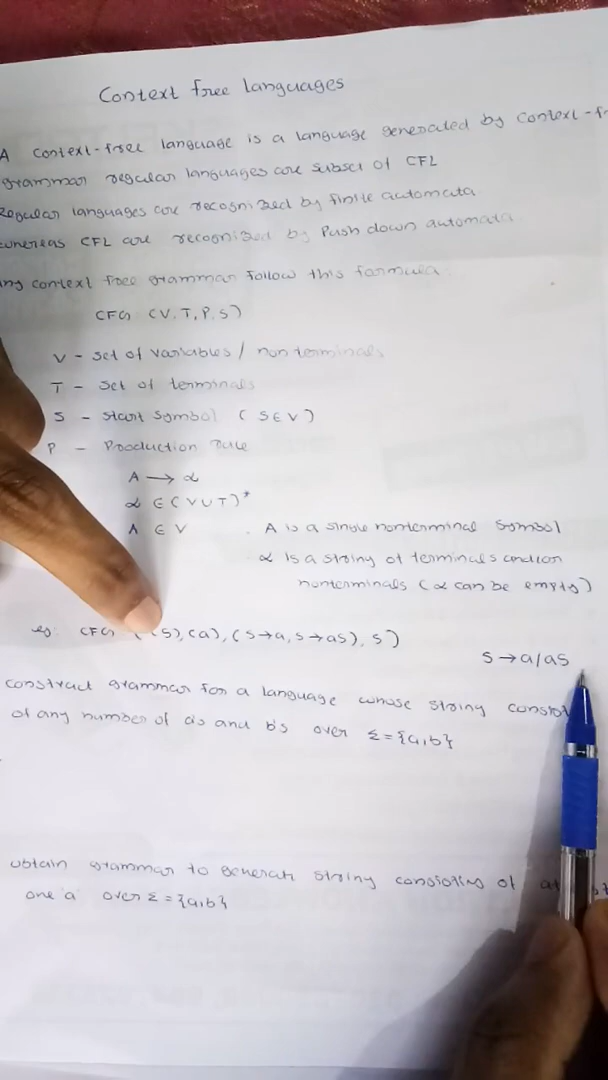 Context free languages
A context-free language is a language generated by context-fr
grammar regular languages are subset of CFL
Regular languages are recognized by finite automata
whereas CFL are recognized by Push down automata
ny context free grammar follow this formula.
CFG (V, T, P, S)
V - set of variables / non terminals
T - set of terminals
S - start symbol ( S ∈ V )
P - Production rule
A → α
α ∈ (V ∪ T)*
A ∈ V . A is a single nonterminal symbol
α is a string of terminals and/or
nonterminals (α can be empty)
eg: CFG ( (S), (a), (S→a, S→as), S )
S → a/as
construct grammar for a language whose string consist
of any number of a's and b's over Σ = {a,b}
obtain grammar to generate string consisting of at
one a over Σ = {a,b}